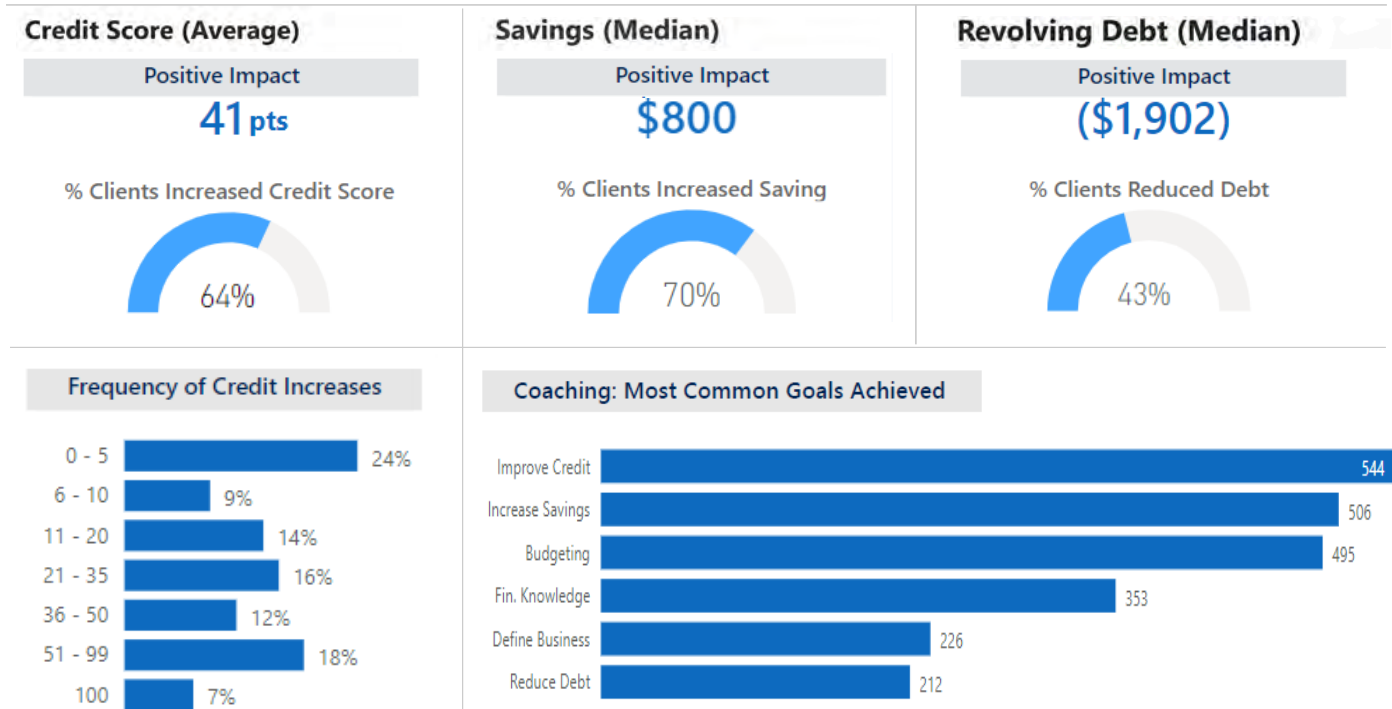 Credit Score (Average)
Positive Impact
41 pts
% Clients Increased Credit Score
64%
Savings (Median)
Positive Impact
$800
% Clients Increased Saving
70%
Revolving Debt (Median)
Positive Impact
($1,902)
% Clients Reduced Debt
43%
Frequency of Credit Increases
0 - 5 24%
6 - 10 9%
11 - 20 14%
21 - 35 16%
36 - 50 12%
51 - 99 18%
100 7%
Coaching: Most Common Goals Achieved
Improve Credit 544
Increase Savings 506
Budgeting 495
Fin. Knowledge 353
Define Business 226
Reduce Debt 212